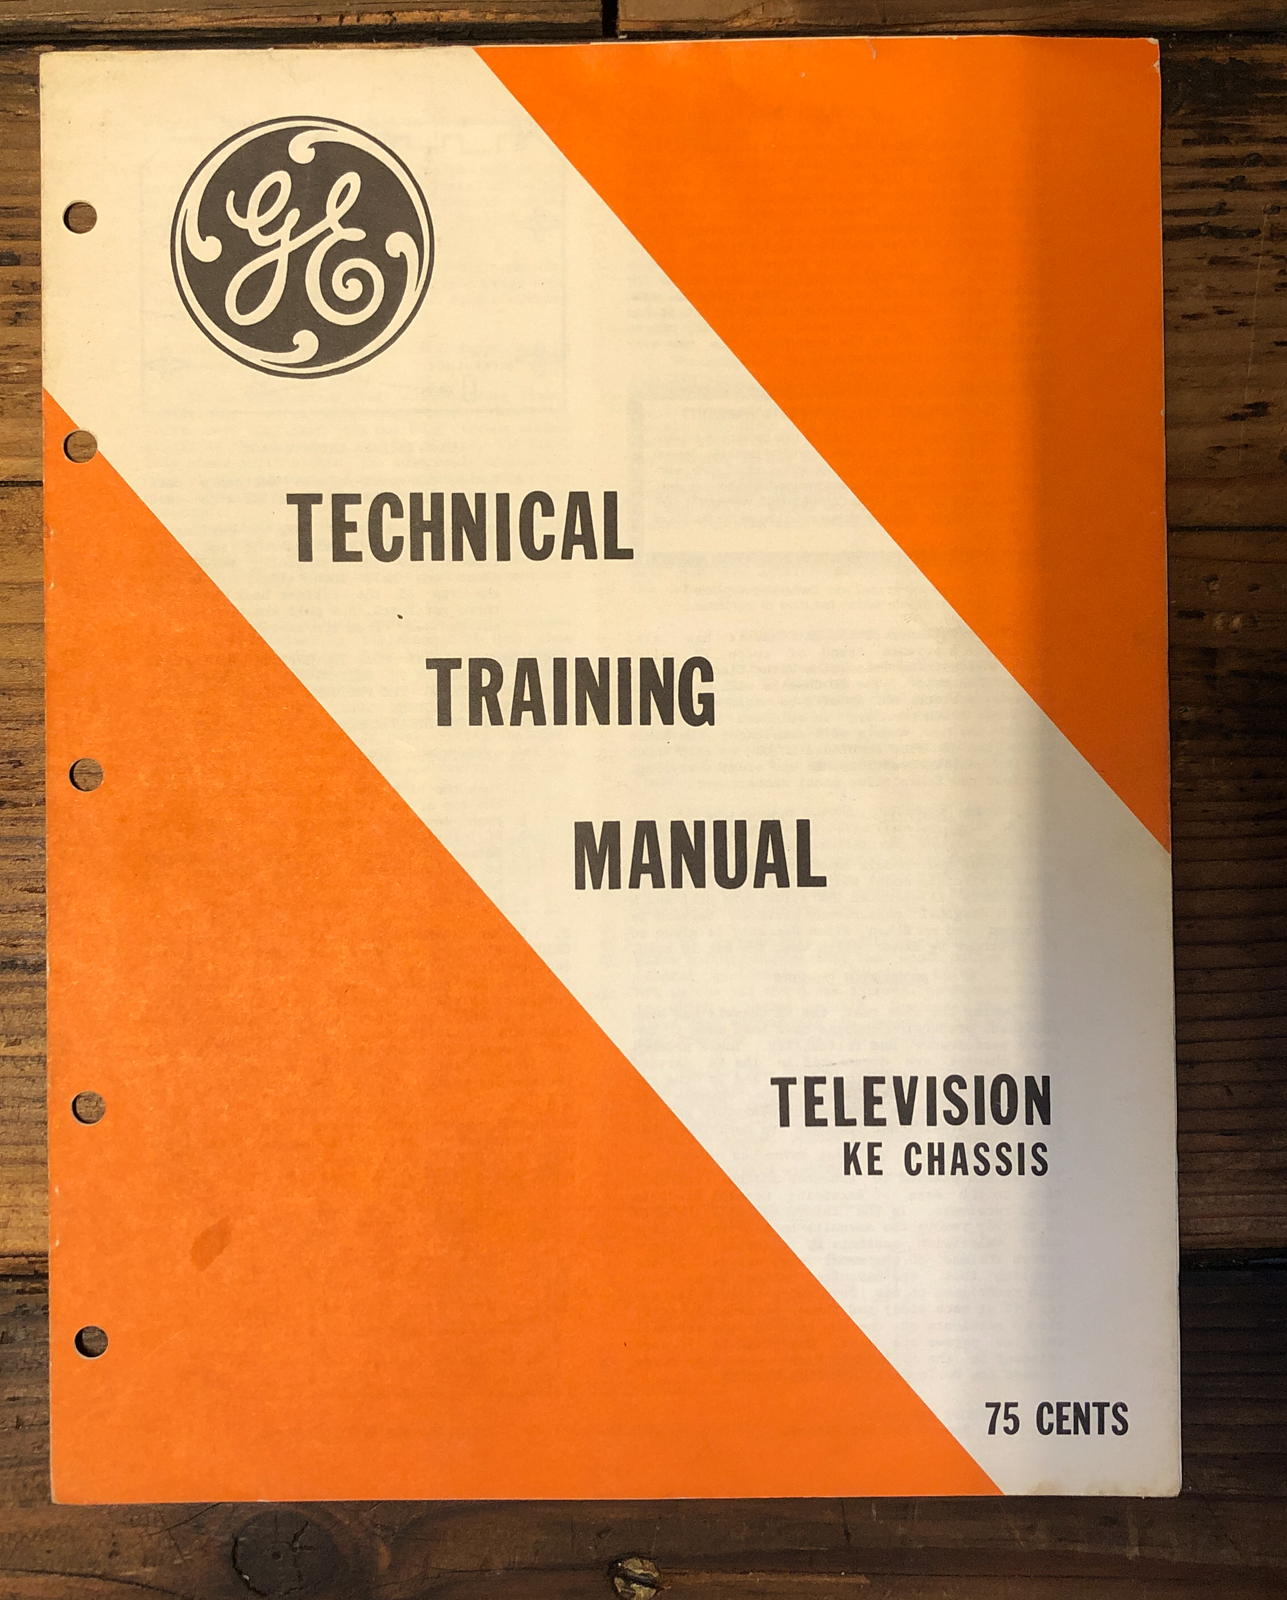 GE
TECHNICAL
TRAINING
MANUAL
TELEVISION
KE CHASSIS
75 CENTS